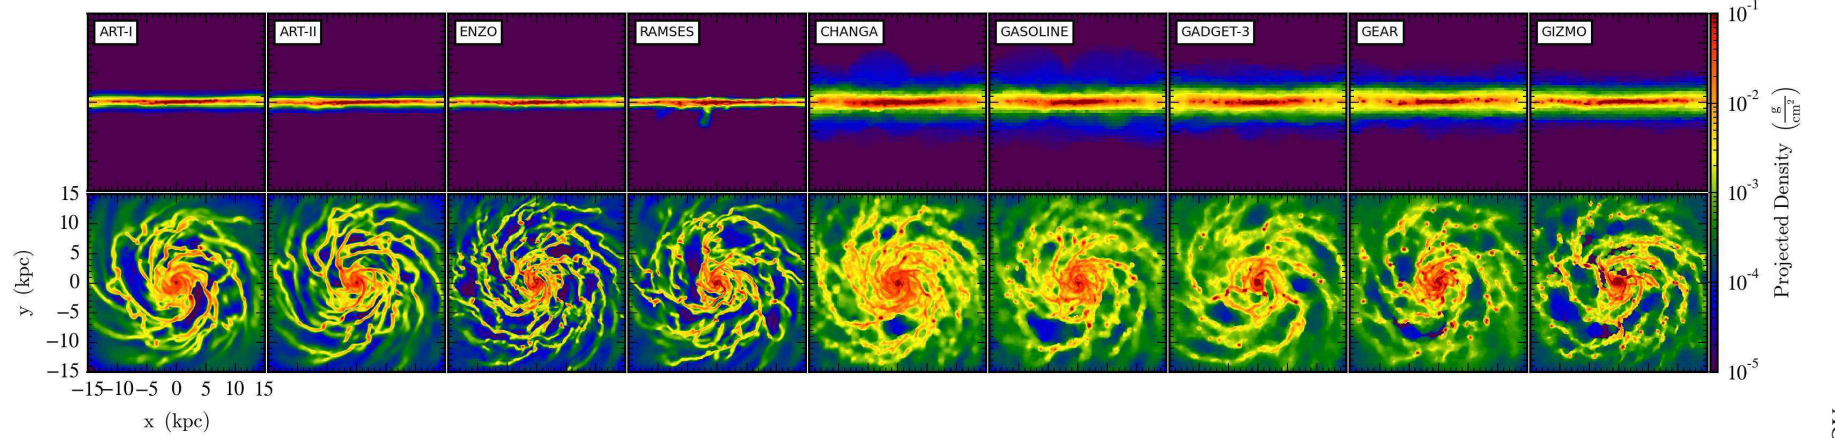 ART-I ART-II ENZO RAMSES CHANGA GASOLINE GADGET-3 GEAR GIZMO
10^-1
10^-2
10^-3
10^-4
10^-5
Projected Density (g/cm^2)
15
10
5
0
−5
−10
−15
y (kpc)
−15 −10 −5 0 5 10 15
x (kpc)